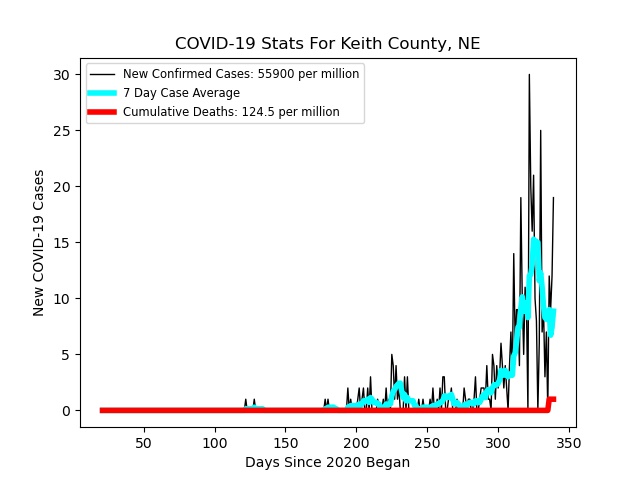 COVID-19 Stats For Keith County, NE
New Confirmed Cases: 55900 per million
7 Day Case Average
Cumulative Deaths: 124.5 per million
New COVID-19 Cases
30
25
20
15
10
5
0
50 100 150 200 250 300 350
Days Since 2020 Began